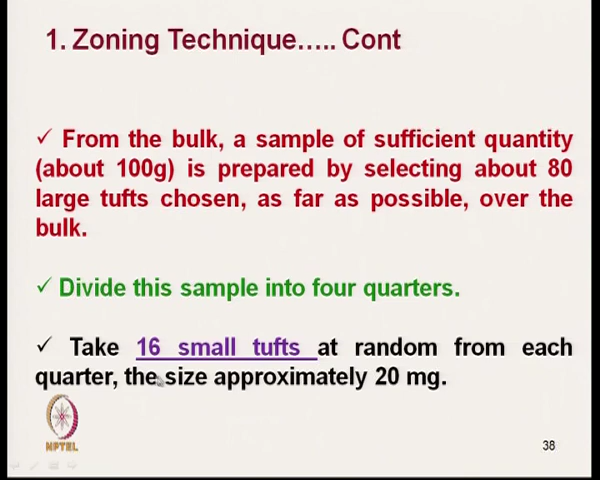 1. Zoning Technique….. Cont
✓ From the bulk, a sample of sufficient quantity
(about 100g) is prepared by selecting about 80
large tufts chosen, as far as possible, over the
bulk.
✓ Divide this sample into four quarters.
✓ Take 16 small tufts at random from each
quarter, the size approximately 20 mg.
NPTEL
38